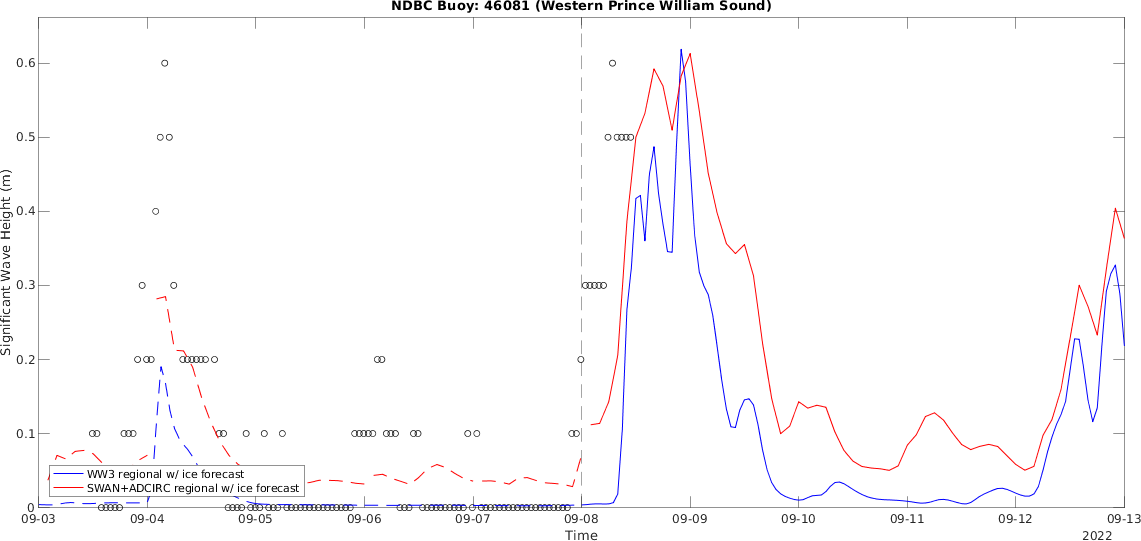 NDBC Buoy: 46081 (Western Prince William Sound)
Significant Wave Height (m)
0.6
0.5
0.4
0.3
0.2
0.1
0
WW3 regional w/ ice forecast
SWAN+ADCIRC regional w/ ice forecast
09-03 09-04 09-05 09-06 09-07 09-08 09-09 09-10 09-11 09-12 09-13
Time
2022